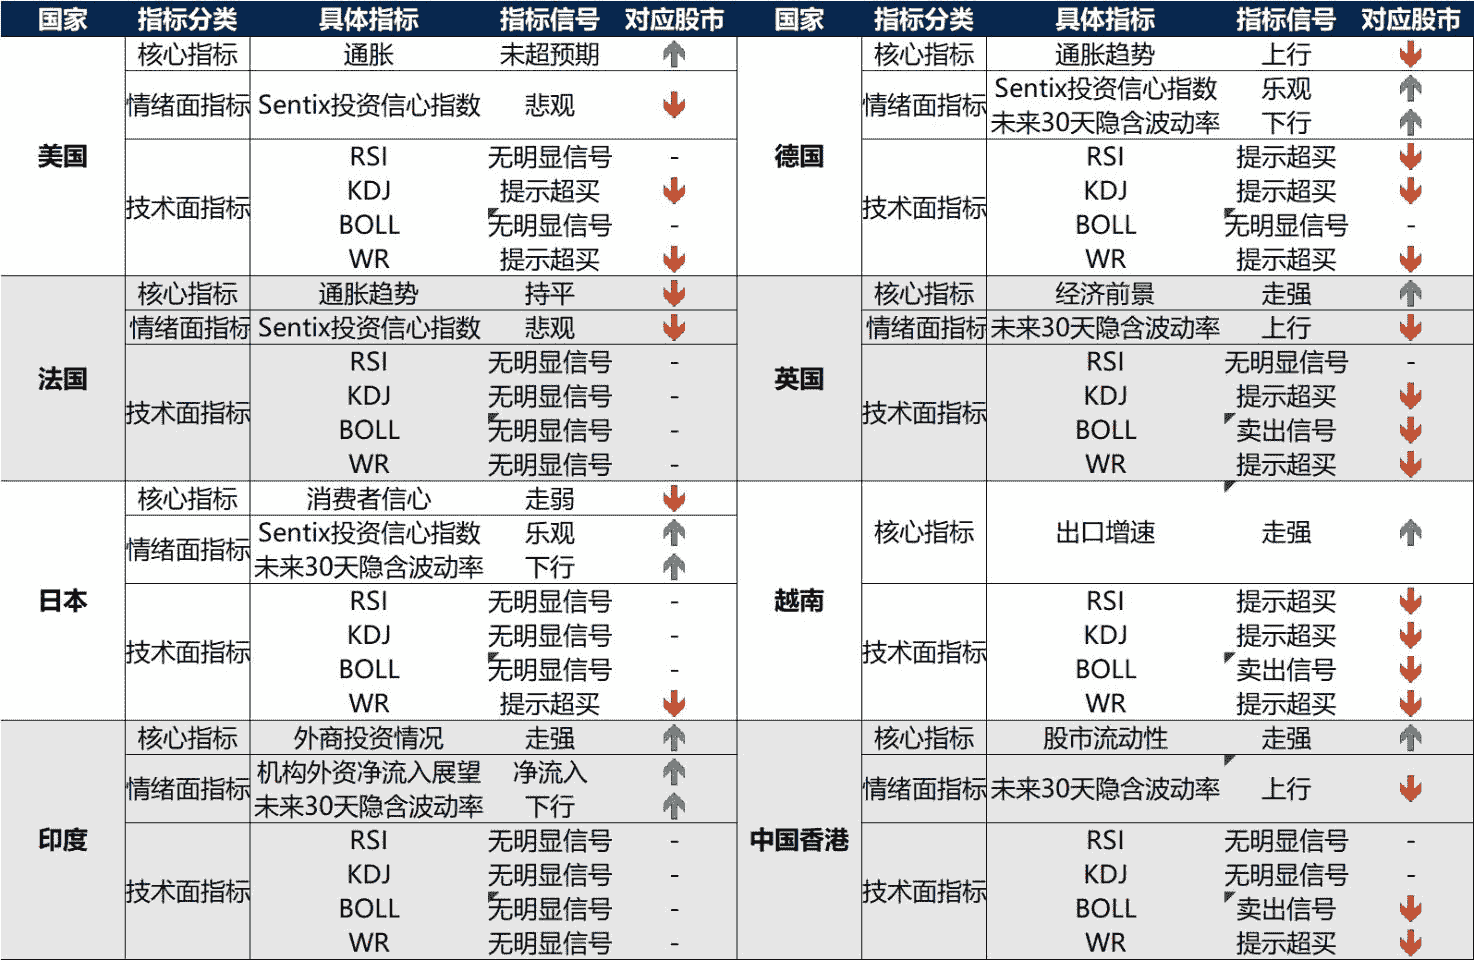 国家 指标分类 具体指标 指标信号 对应股市 国家 指标分类 具体指标 指标信号 对应股市
核心指标 通胀 未超预期 核心指标 通胀趋势 上行
情绪面指标 Sentix投资信心指数 悲观 情绪面指标 Sentix投资信心指数 乐观
未来30天隐含波动率 下行
美国 RSI 无明显信号 - 德国 RSI 提示超买
技术面指标 KDJ 提示超买 技术面指标 KDJ 提示超买
BOLL 无明显信号 - BOLL 无明显信号 -
WR 提示超买 WR 提示超买
核心指标 通胀趋势 持平 核心指标 经济前景 走强
情绪面指标 Sentix投资信心指数 悲观 情绪面指标 未来30天隐含波动率 上行
法国 RSI 无明显信号 - 英国 RSI 无明显信号 -
技术面指标 KDJ 无明显信号 - 技术面指标 KDJ 提示超买
BOLL 无明显信号 - BOLL 卖出信号
WR 无明显信号 - WR 提示超买
核心指标 消费者信心 走弱 核心指标 出口增速 走强
情绪面指标 Sentix投资信心指数 乐观
未来30天隐含波动率 下行
日本 RSI 无明显信号 - 越南 RSI 提示超买
技术面指标 KDJ 无明显信号 - 技术面指标 KDJ 提示超买
BOLL 无明显信号 - BOLL 卖出信号
WR 提示超买 WR 提示超买
核心指标 外商投资情况 走强 核心指标 股市流动性 走强
情绪面指标 机构外资净流入展望 净流入 情绪面指标 未来30天隐含波动率 上行
未来30天隐含波动率 下行
印度 RSI 无明显信号 - 中国香港 RSI 无明显信号 -
技术面指标 KDJ 无明显信号 - 技术面指标 KDJ 无明显信号 -
BOLL 无明显信号 - BOLL 卖出信号
WR 无明显信号 - WR 提示超买